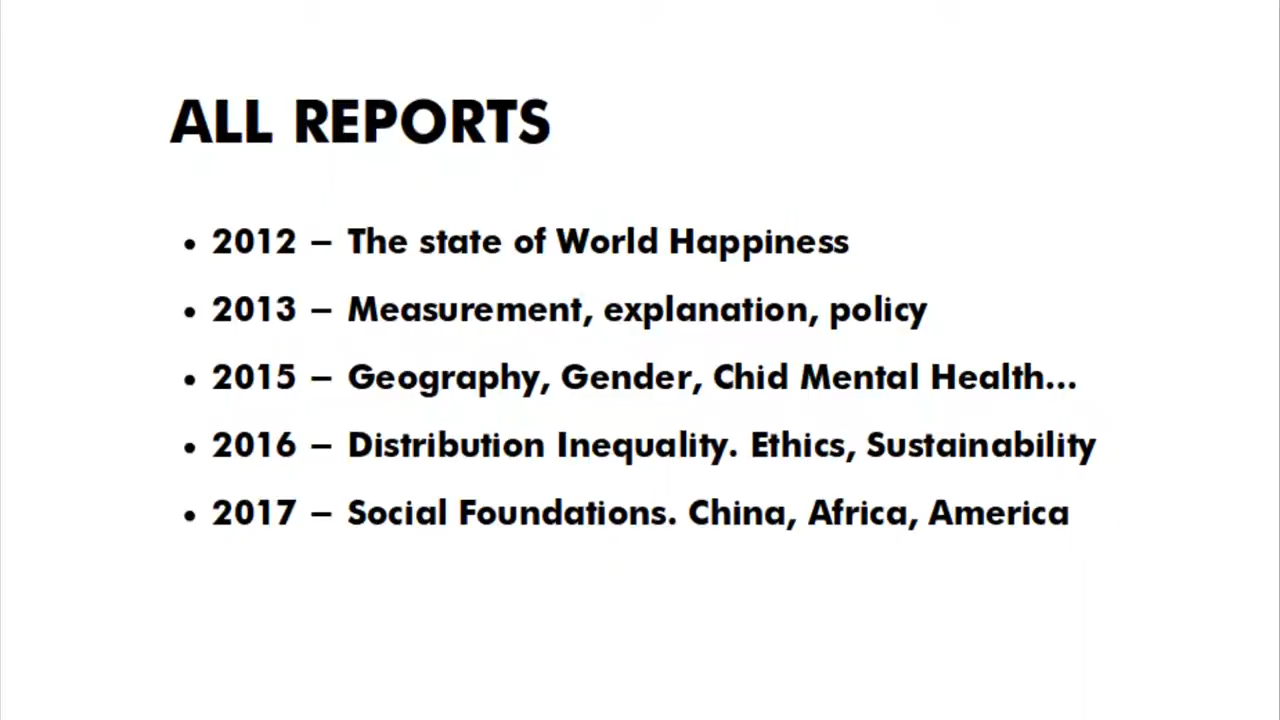 ALL REPORTS
• 2012 – The state of World Happiness
• 2013 – Measurement, explanation, policy
• 2015 – Geography, Gender, Chid Mental Health...
• 2016 – Distribution Inequality. Ethics, Sustainability
• 2017 – Social Foundations. China, Africa, America